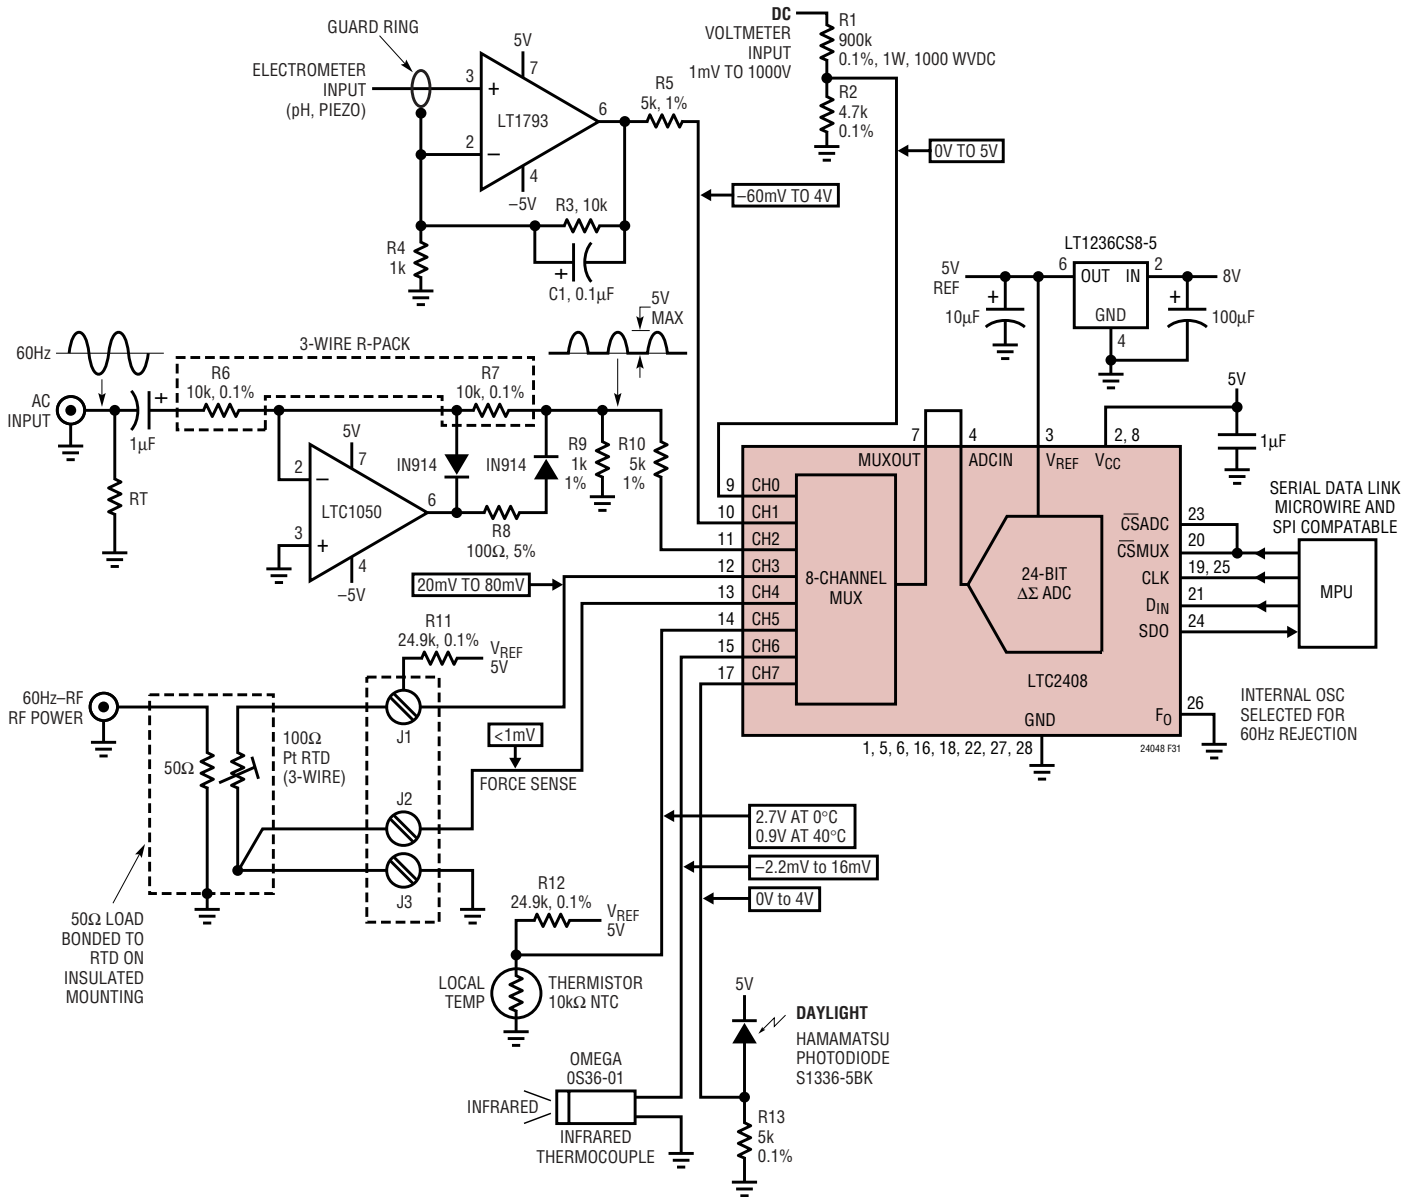 GUARD RING
ELECTROMETER
INPUT
(pH, PIEZO)
3
+
2
–
5V
7
LT1793
6
4
–5V
R5
5k, 1%
R3, 10k
+
C1, 0.1µF
R4
1k
–60mV TO 4V
DC
VOLTMETER
INPUT
1mV TO 1000V
R1
900k
0.1%, 1W, 1000 WVDC
R2
4.7k
0.1%
0V TO 5V
LT1236CS8-5
5V
REF
6
OUT
IN
2
8V
GND
4
+
10µF
+
100µF
5V
1µF
60Hz
AC
INPUT
+
1µF
RT
3-WIRE R-PACK
R6
10k, 0.1%
R7
10k, 0.1%
5V
MAX
5V
7
2
–
LTC1050
3
+
6
4
–5V
IN914
IN914
R8
100Ω, 5%
R9
1k
1%
R10
5k
1%
20mV TO 80mV
7
4
3
2, 8
MUXOUT
ADCIN
VREF
VCC
9
CH0
10
CH1
11
CH2
12
CH3
13
CH4
14
CH5
15
CH6
17
CH7
8-CHANNEL
MUX
24-BIT
ΔΣ ADC
LTC2408
GND
1, 5, 6, 16, 18, 22, 27, 28
CSADC
23
CSMUX
20
CLK
19, 25
DIN
21
SDO
24
FO
26
24048 F31
SERIAL DATA LINK
MICROWIRE AND
SPI COMPATABLE
MPU
INTERNAL OSC
SELECTED FOR
60Hz REJECTION
R11
24.9k, 0.1%
VREF
5V
60Hz–RF
RF POWER
50Ω
100Ω
Pt RTD
(3-WIRE)
J1
J2
J3
<1mV
FORCE SENSE
50Ω LOAD
BONDED TO
RTD ON
INSULATED
MOUNTING
2.7V AT 0°C
0.9V AT 40°C
–2.2mV to 16mV
0V to 4V
R12
24.9k, 0.1%
VREF
5V
LOCAL
TEMP
THERMISTOR
10kΩ NTC
OMEGA
0S36-01
INFRARED
INFRARED
THERMOCOUPLE
5V
DAYLIGHT
HAMAMATSU
PHOTODIODE
S1336-5BK
R13
5k
0.1%